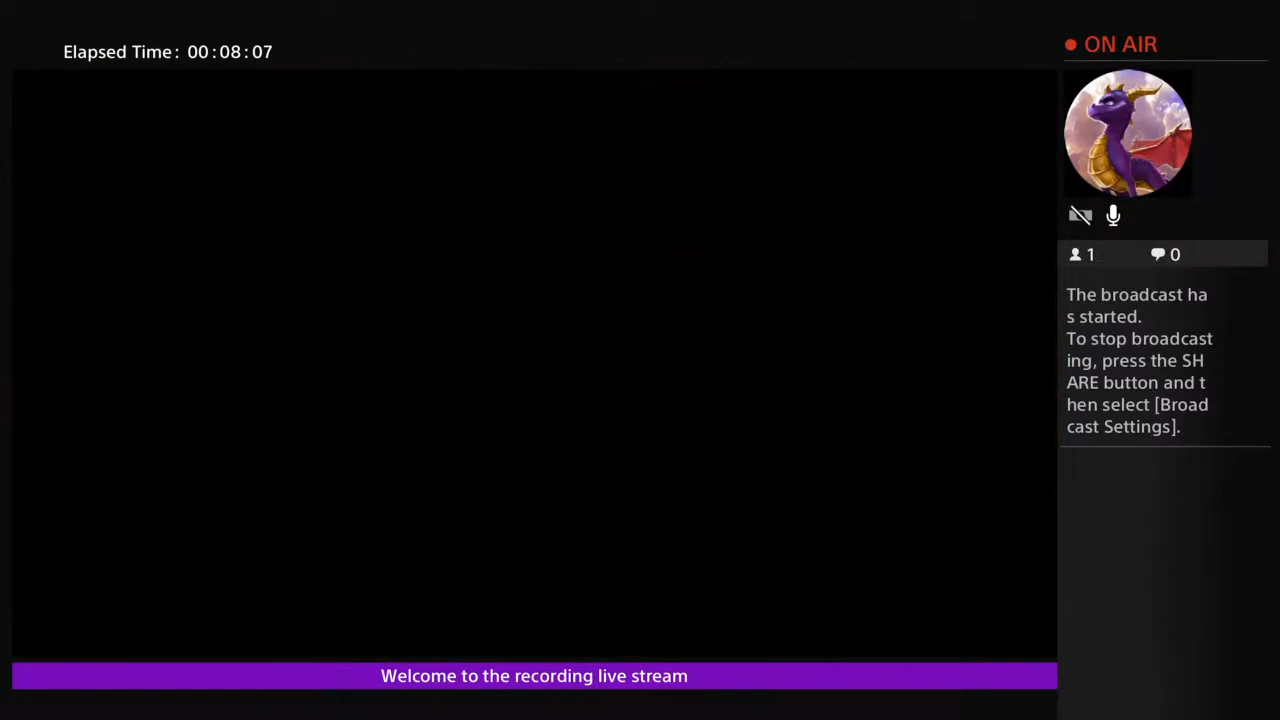 Elapsed Time: 00:08:07
ON AIR
1 0
The broadcast ha
s started.
To stop broadcast
ing, press the SH
ARE button and t
hen select [Broad
cast Settings].
Welcome to the recording live stream